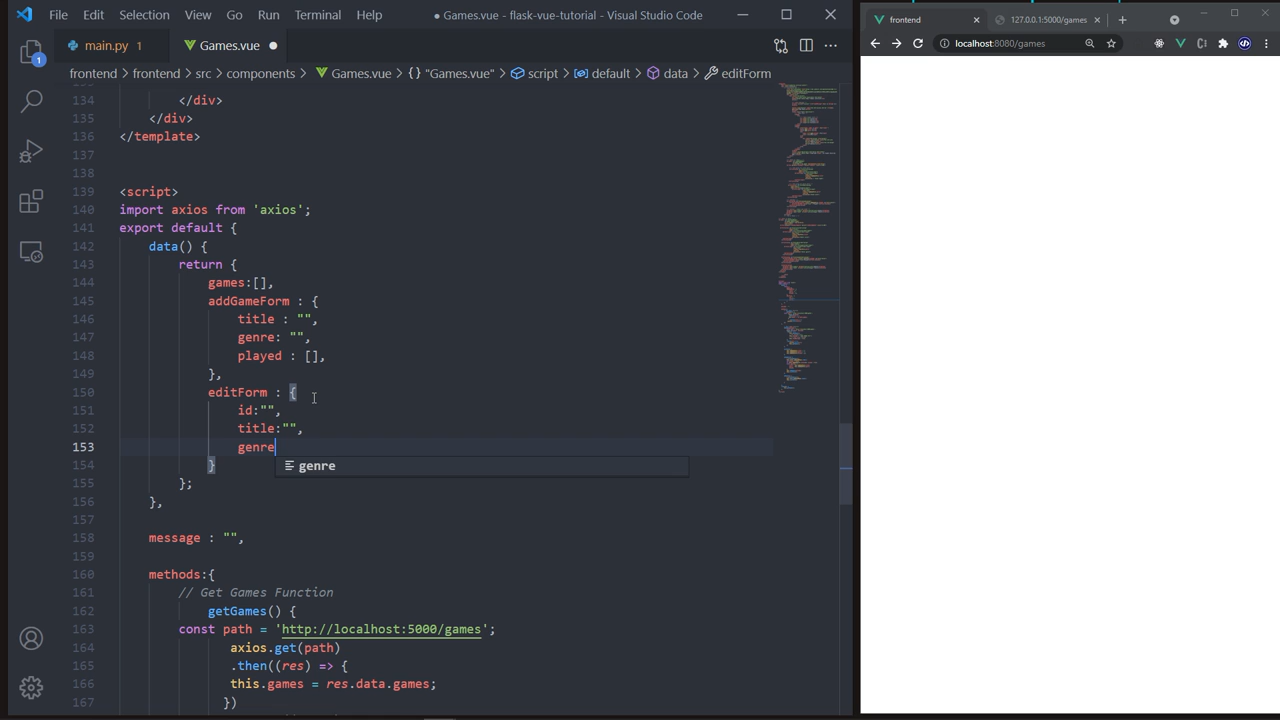 File Edit Selection View Go Run Terminal Help
● Games.vue - flask-vue-tutorial - Visual Studio Code
main.py 1
Games.vue ●
frontend > frontend > src > components > Games.vue > {} "Games.vue" > script > default > data > editForm
1
134 </div>
135 </div>
136 </template>
137
138
139 <script>
140 import axios from 'axios';
141 export default {
142 data() {
143 return {
144 games:[],
145 addGameForm : {
146 title : "",
147 genre: "",
148 played : [],
149 },
150 editForm : {
151 id:"",
152 title:"",
153 genre
genre
154 }
155 };
156 },
157
158 message : "",
159
160 methods:{
161 // Get Games Function
162 getGames() {
163 const path = 'http://localhost:5000/games';
164 axios.get(path)
165 .then((res) => {
166 this.games = res.data.games;
167 })
frontend
127.0.0.1:5000/games
localhost:8080/games